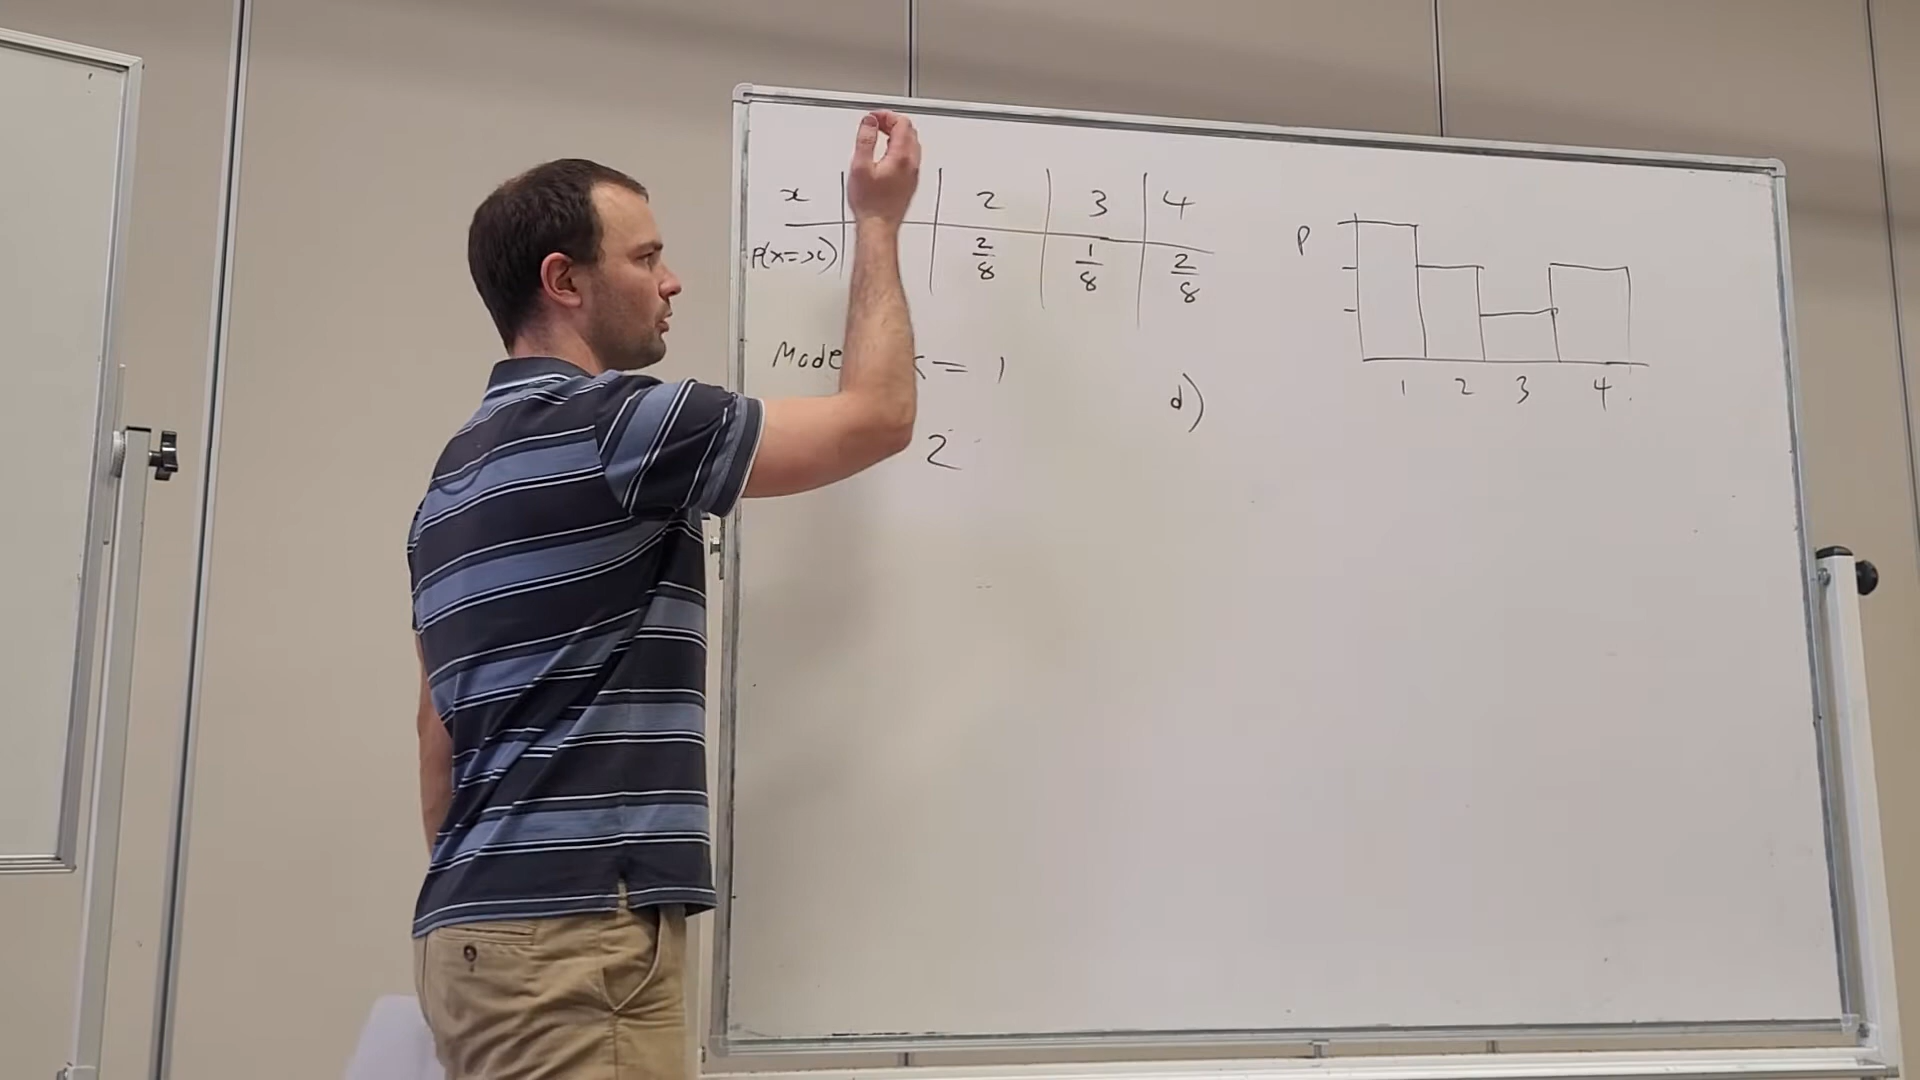 x 2 3 4
P(X=x) 2/8 1/8 2/8
Mode x = 1
2
d)
P
1 2 3 4